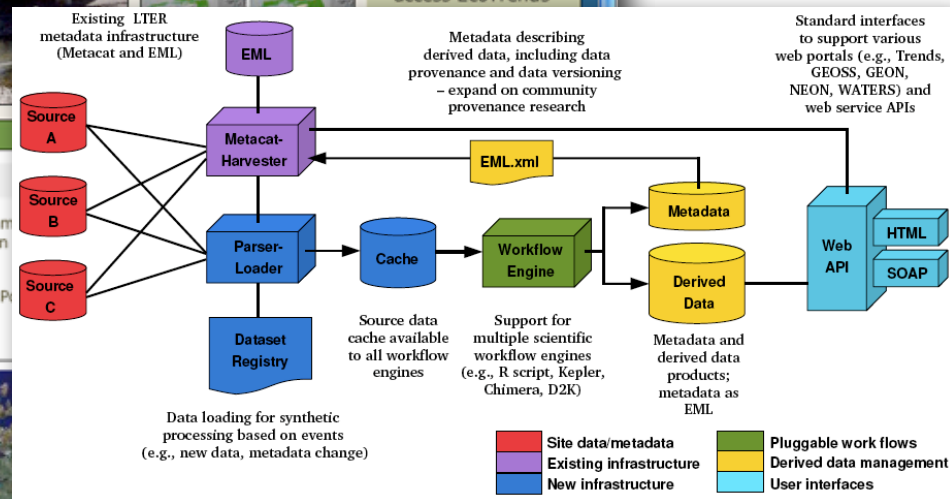 Existing LTER
metadata infrastructure
(Metacat and EML)
EML
Metadata describing
derived data, including data
provenance and data versioning
– expand on community
provenance research
Standard interfaces
to support various
web portals (e.g., Trends,
GEOSS, GEON,
NEON, WATERS) and
web service APIs
Source
A
Source
B
Source
C
Metacat-
Harvester
EML.xml
Metadata
Parser-
Loader
Cache
Workflow
Engine
Derived
Data
Web
API
HTML
SOAP
Dataset
Registry
Source data
cache available
to all workflow
engines
Support for
multiple scientific
workflow engines
(e.g., R script, Kepler,
Chimera, D2K)
Metadata and
derived data
products;
metadata as
EML
Data loading for synthetic
processing based on events
(e.g., new data, metadata change)
Site data/metadata
Existing infrastructure
New infrastructure
Pluggable work flows
Derived data management
User interfaces